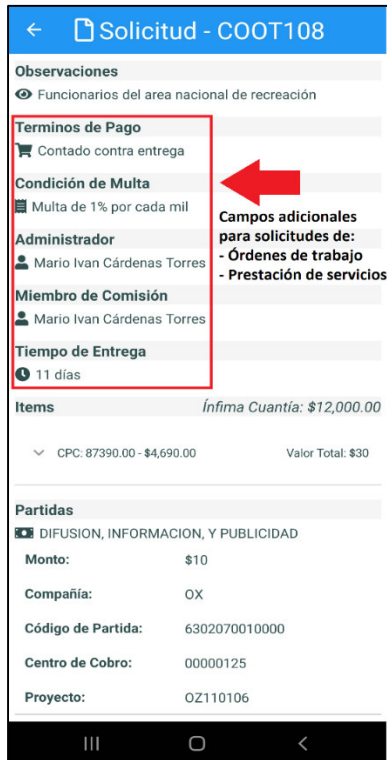 Solicitud - COOT108
Observaciones
Funcionarios del area nacional de recreación
Terminos de Pago
Contado contra entrega
Condición de Multa
Multa de 1% por cada mil
Administrador
Mario Ivan Cárdenas Torres
Miembro de Comisión
Mario Ivan Cárdenas Torres
Tiempo de Entrega
11 días
Campos adicionales
para solicitudes de:
- Órdenes de trabajo
- Prestación de servicios
Items Ínfima Cuantía: $12,000.00
CPC: 87390.00 - $4,690.00 Valor Total: $30
Partidas
DIFUSION, INFORMACION, Y PUBLICIDAD
Monto: $10
Compañía: OX
Código de Partida: 6302070010000
Centro de Cobro: 00000125
Proyecto: OZ110106